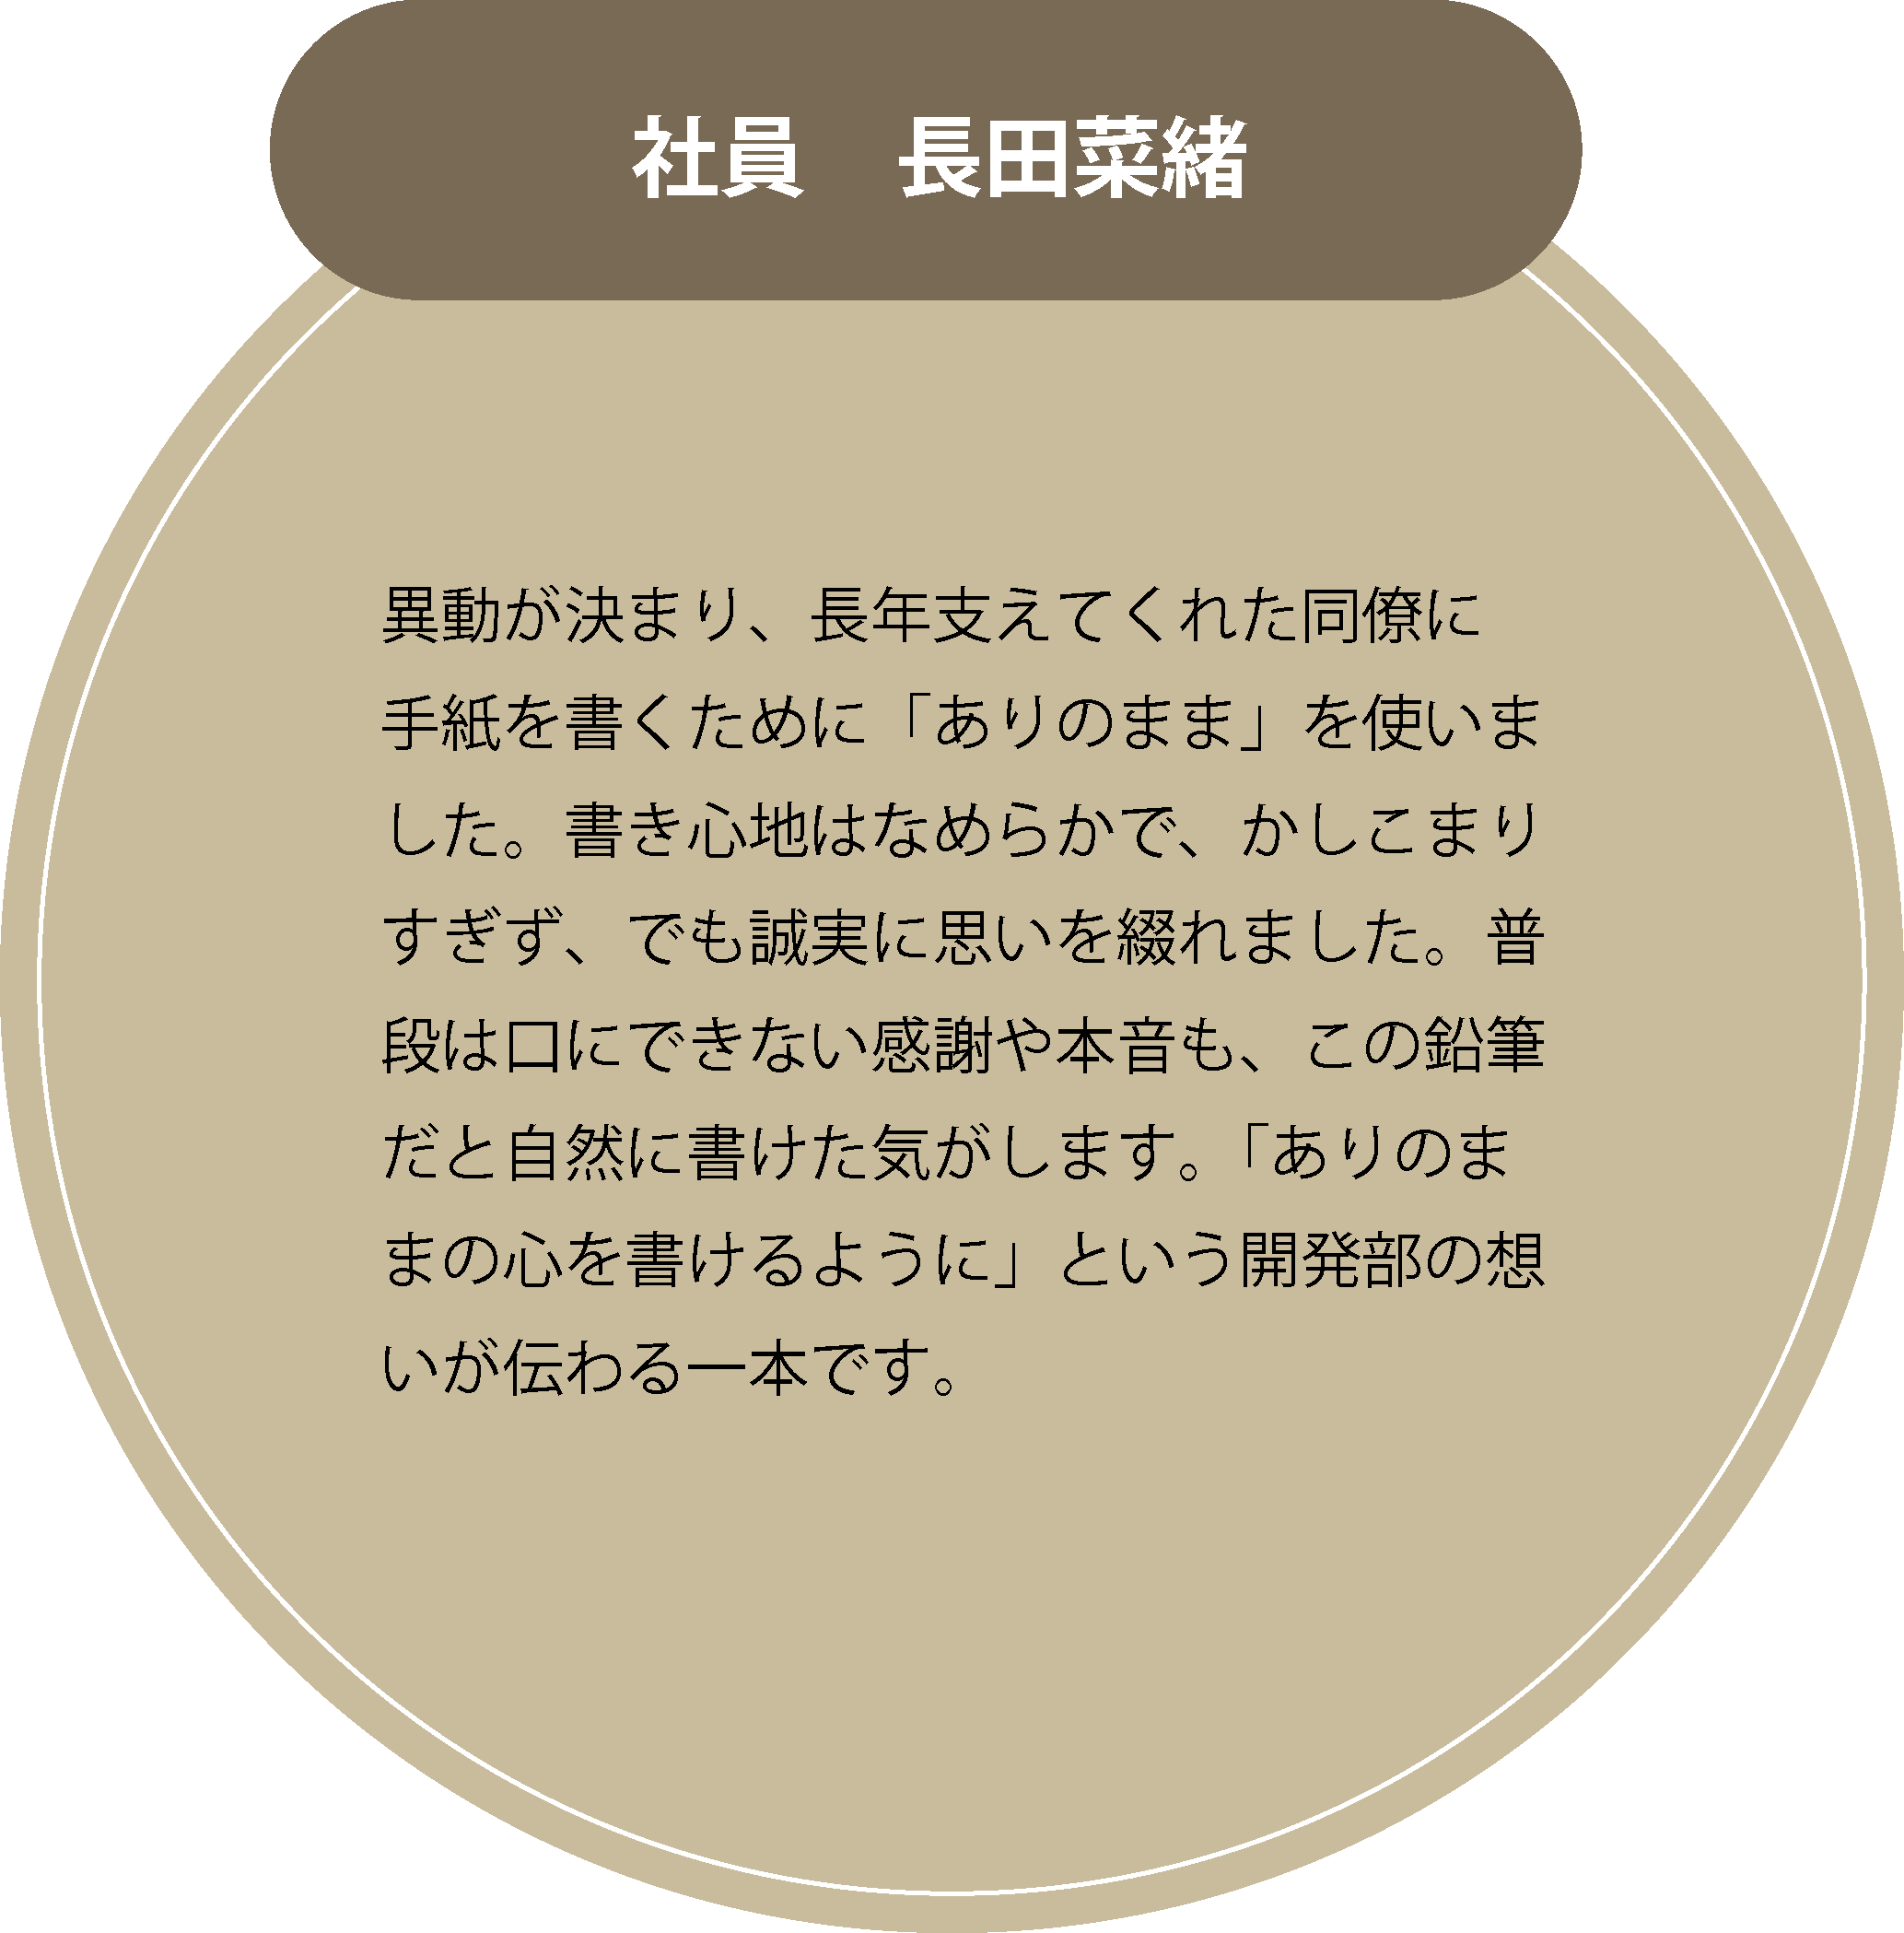 社員　長田菜緒
異動が決まり、長年支えてくれた同僚に
手紙を書くために「ありのまま」を使いま
した。書き心地はなめらかで、かしこまり
すぎず、でも誠実に思いを綴れました。普
段は口にできない感謝や本音も、この鉛筆
だと自然に書けた気がします。「ありのま
まの心を書けるように」という開発部の想
いが伝わる一本です。